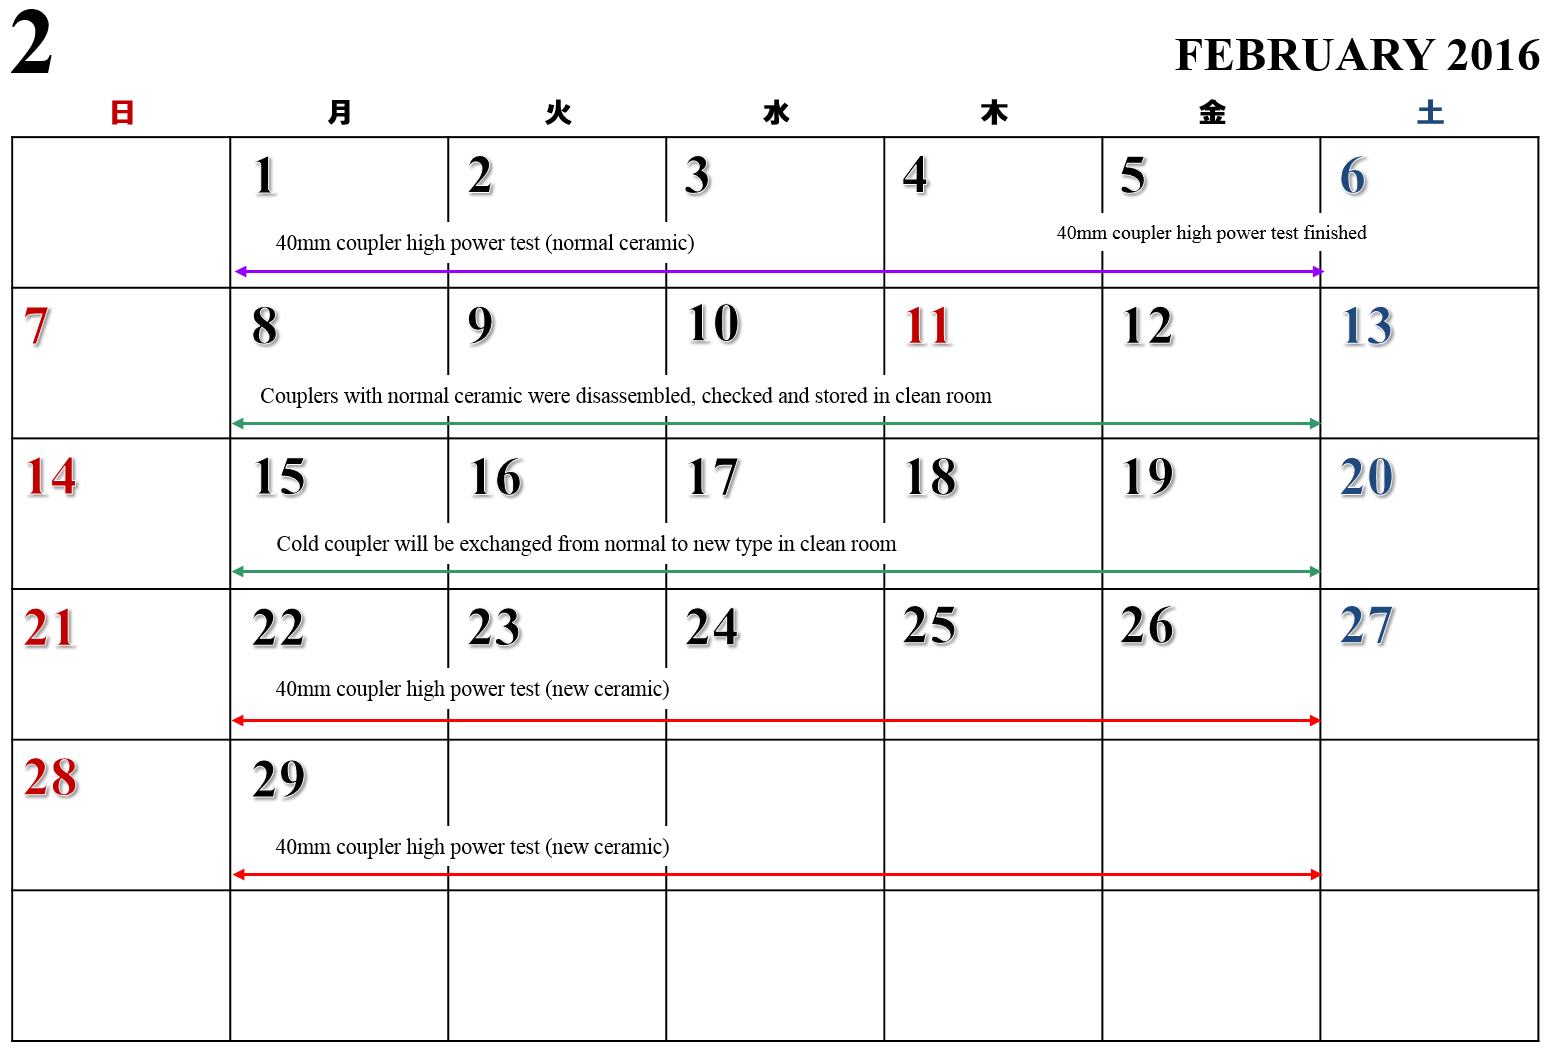 2
FEBRUARY 2016
日 月 火 水 木 金 土
1 2 3 4 5 6
40mm coupler high power test finished
40mm coupler high power test (normal ceramic)
7 8 9 10 11 12 13
Couplers with normal ceramic were disassembled, checked and stored in clean room
14 15 16 17 18 19 20
Cold coupler will be exchanged from normal to new type in clean room
21 22 23 24 25 26 27
40mm coupler high power test (new ceramic)
28 29
40mm coupler high power test (new ceramic)